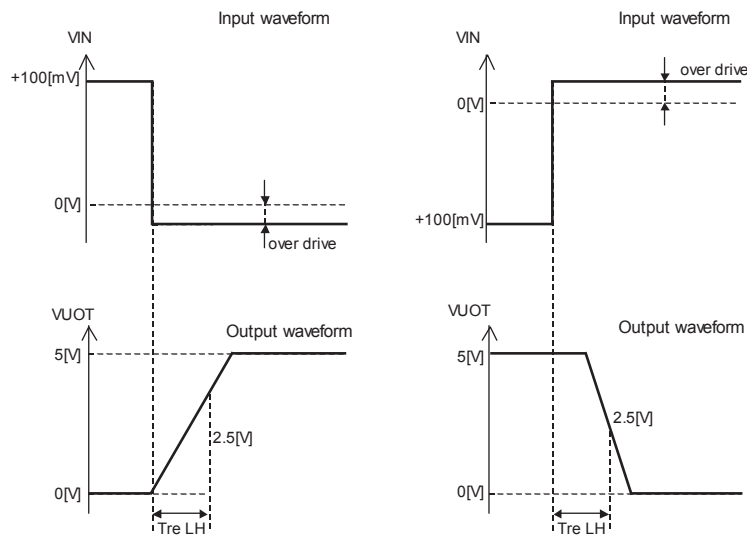 Input waveform
VIN
+100[mV]
0[V]
over drive
VUOT
Output waveform
5[V]
2.5[V]
0[V]
Tre LH
Input waveform
VIN
over drive
0[V]
+100[mV]
VUOT
Output waveform
5[V]
2.5[V]
0[V]
Tre LH